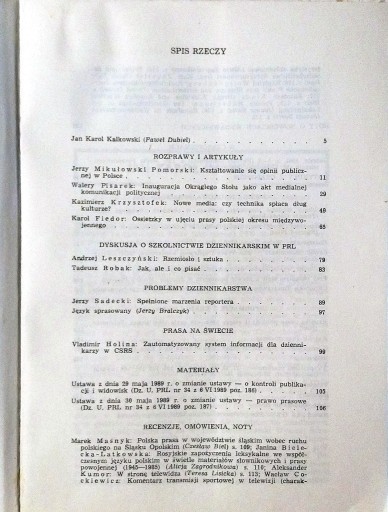 SPIS RZECZY
Jan Karol Kalkowski (Paweł Dubiel) . . . . . . . . . . 5
ROZPRAWY I ARTYKUŁY
Jerzy Mikułowski Pomorski: Kształtowanie się opinii publicz-
nej w Polsce . . . . . . . . . . 11
Walery Pisarek: Inauguracja Okrągłego Stołu jako akt medialnej
komunikacji politycznej . . . . . . . . . . 29
Kazimierz Krzysztofek: Nowe media: czy technika spłaca dług
kulturze? . . . . . . . . . . 49
Karol Fiedor: Ossietzky w ujęciu prasy polskiej okresu międzywo-
jennego . . . . . . . . . . 65
DYSKUSJA O SZKOLNICTWIE DZIENNIKARSKIM W PRL
Andrzej Leszczyński: Rzemiosło i sztuka . . . . . . . . . . 79
Tadeusz Robak: Jak, ale i co pisać . . . . . . . . . . 83
PROBLEMY DZIENNIKARSTWA
Jerzy Sadecki: Spełnione marzenia reportera . . . . . . . . . . 89
Język sprasowany (Jerzy Bralczyk) . . . . . . . . . . 97
PRASA NA ŚWIECIE
Vladimir Holina: Zautomatyzowany system informacji dla dzienni-
karzy w CSRS . . . . . . . . . . 99
MATERIAŁY
Ustawa z dnia 29 maja 1989 r. o zmianie ustawy — o kontroli publika-
cji i widowisk (Dz. U. PRL nr 34 z 6 VI 1989 poz. 186) . . . . . 105
Ustawa z dnia 30 maja 1989 r. o zmianie ustawy — prawo prasowe
(Dz. U. PRL nr 34 z 6 VI 1989 poz. 187) . . . . . . . . . . 106
RECENZJE, OMÓWIENIA, NOTY
Marek Masnyk: Polska prasa w województwie śląskim wobec ruchu
polskiego na Śląsku Opolskim (Czesław Biel) s. 109; Janina Biele-
cka-Latkowska: Rosyjskie zapożyczenia leksykalne we współ-
czesnym języku polskim w świetle materiałów słownikowych i prasy
powojennej (1945—1985) (Alicja Zagrodnikowa) s. 110; Aleksander
Kumor: W stronę telewidza (Teresa Lisicka) s. 113; Wacław Co-
ckiewicz: Komentarz transmisji sportowej w telewizji (charak-